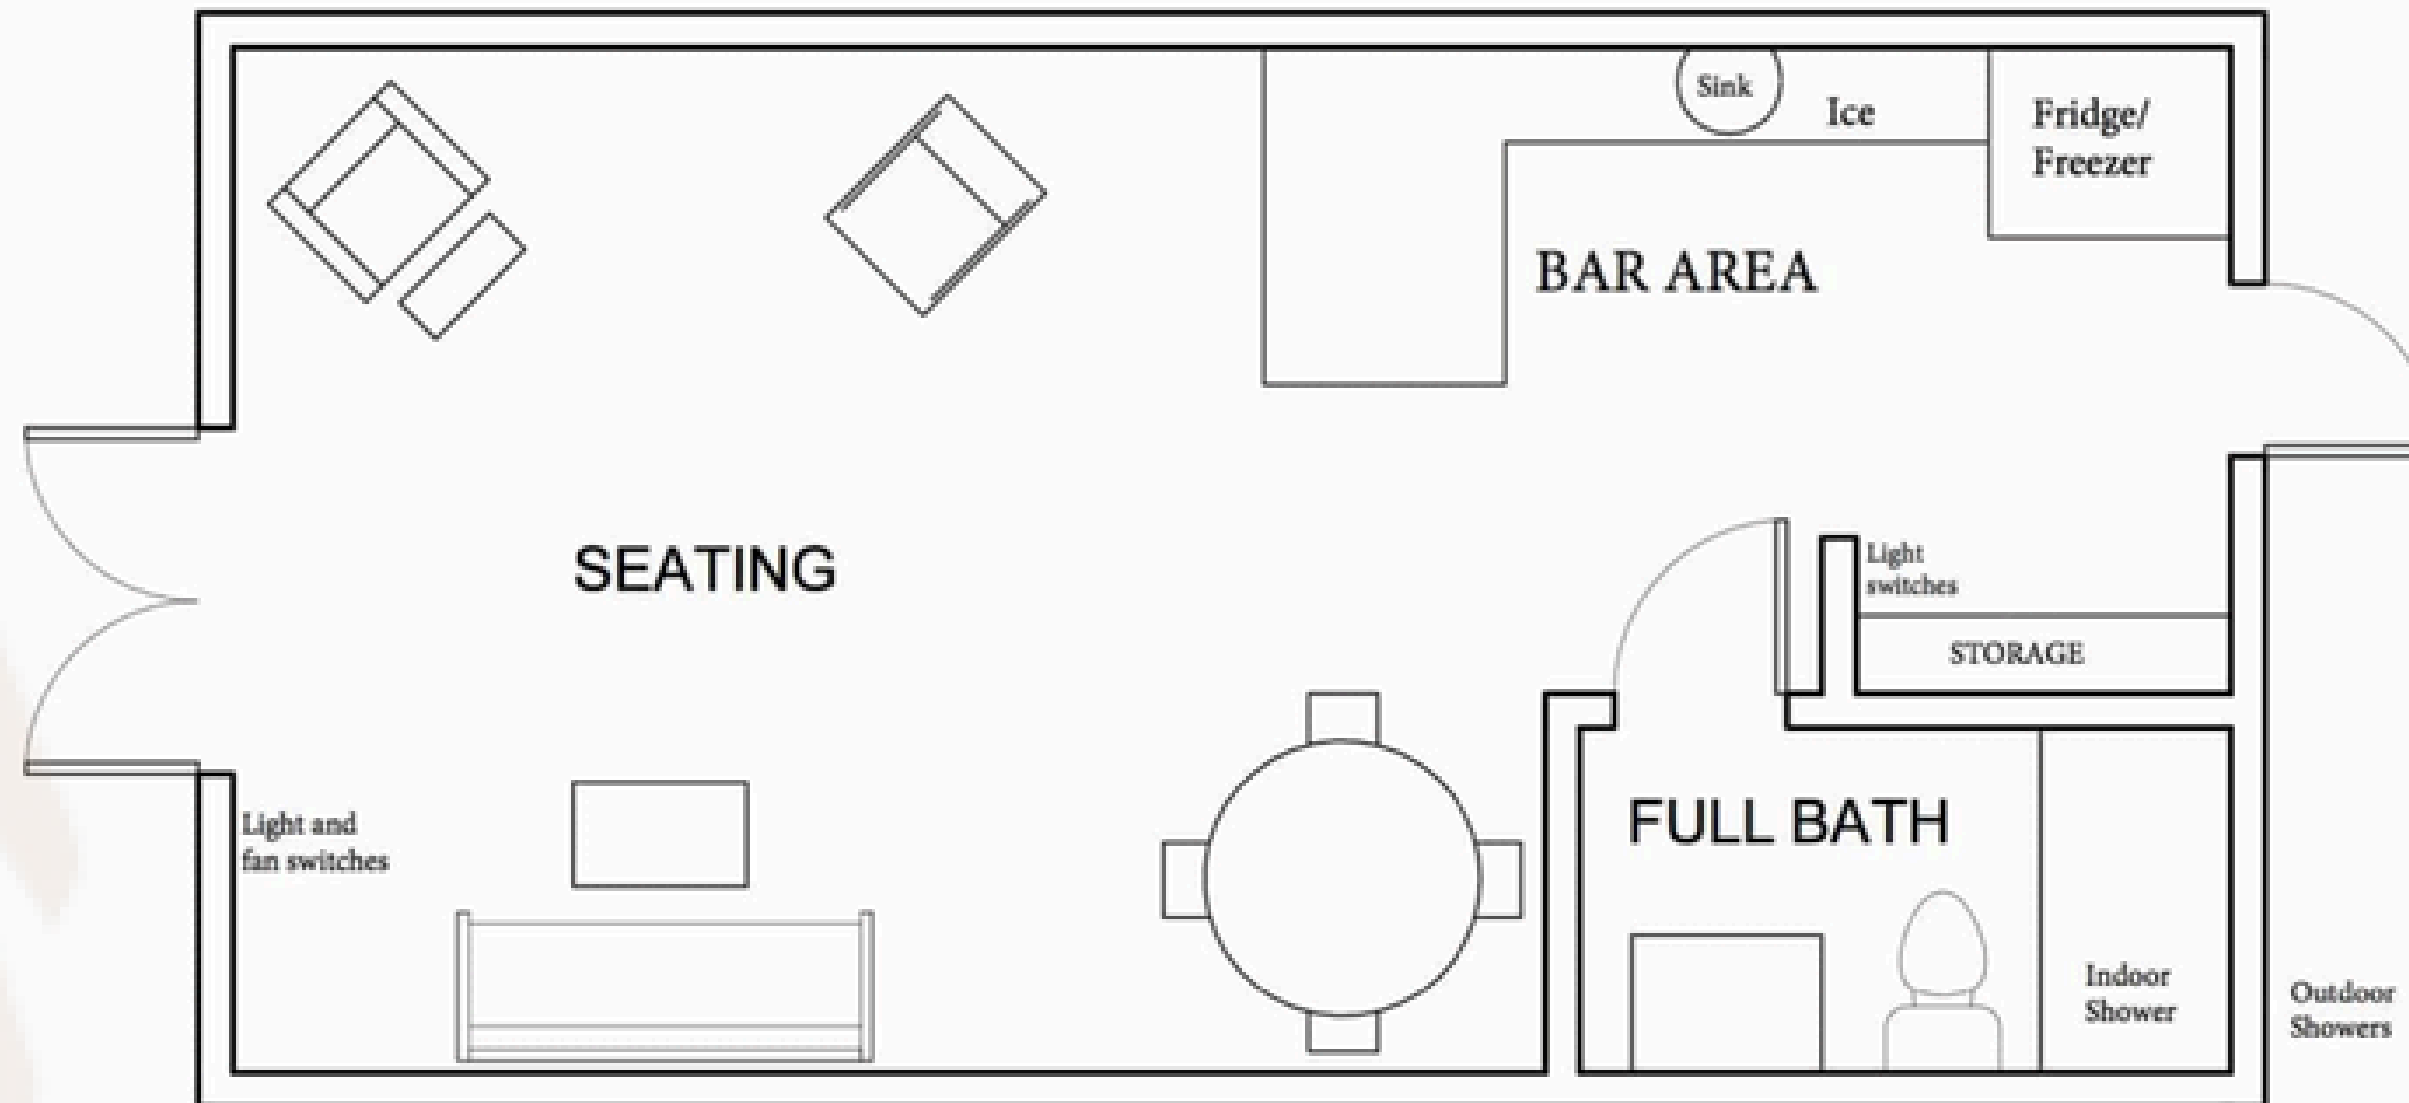 Sink
Ice
Fridge/
Freezer
BAR AREA
SEATING
Light
switches
STORAGE
Light and
fan switches
FULL BATH
Indoor
Shower
Outdoor
Showers